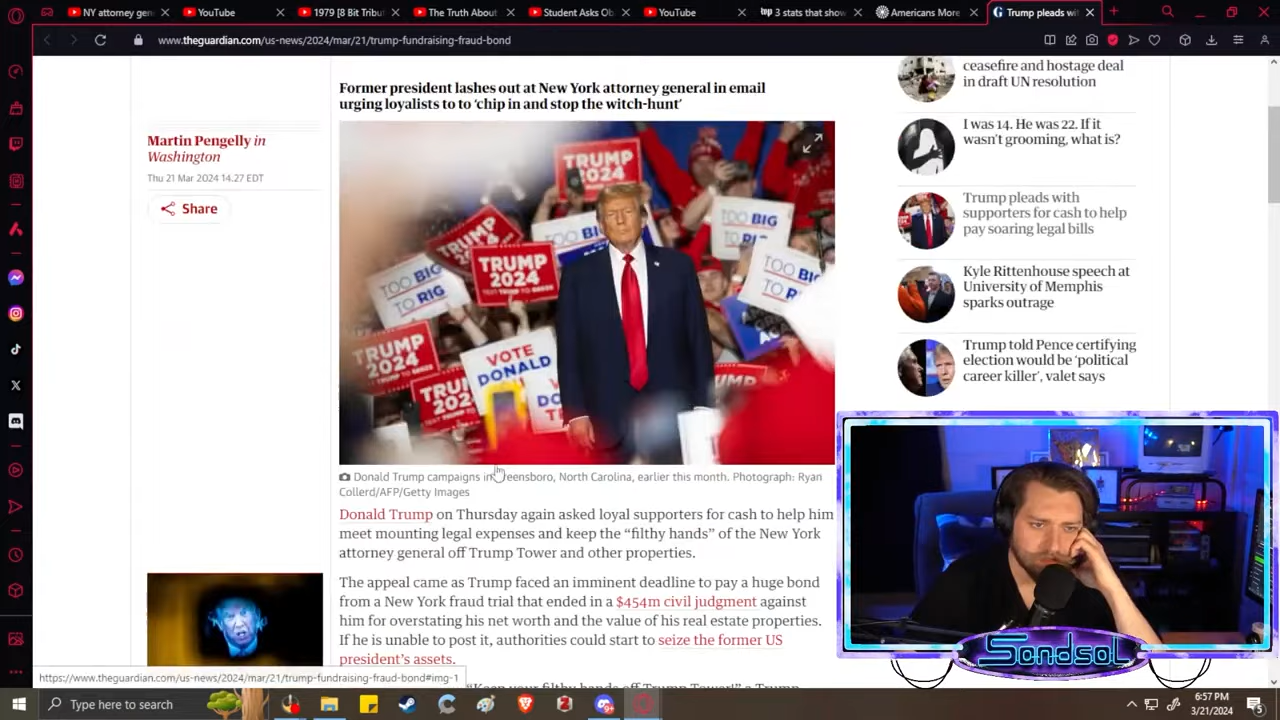 NY attorney gen
YouTube
1979 [8 Bit Tribut
The Truth About
Student Asks Ob
YouTube
3 stats that show
Americans More
Trump pleads wit
www.theguardian.com/us-news/2024/mar/21/trump-fundraising-fraud-bond
Former president lashes out at New York attorney general in email
urging loyalists to to ‘chip in and stop the witch-hunt’
Martin Pengelly in
Washington
Thu 21 Mar 2024 14.27 EDT
Share
TRUMP
2024
TOO BIG
TRUMP
TOO BIG
TO RIG
TRUMP
2024
TOO BIG
TO RIG
TRUMP
2024
VOTE
DONALD
Donald Trump campaigns in Greensboro, North Carolina, earlier this month. Photograph: Ryan
Collerd/AFP/Getty Images
Donald Trump on Thursday again asked loyal supporters for cash to help him
meet mounting legal expenses and keep the “filthy hands” of the New York
attorney general off Trump Tower and other properties.
The appeal came as Trump faced an imminent deadline to pay a huge bond
from a New York fraud trial that ended in a $454m civil judgment against
him for overstating his net worth and the value of his real estate properties.
If he is unable to post it, authorities could start to seize the former US
president’s assets.
“Keep your filthy hands off Trump Tower!” a Trump
ceasefire and hostage deal
in draft UN resolution
I was 14. He was 22. If it
wasn’t grooming, what is?
Trump pleads with
supporters for cash to help
pay soaring legal bills
Kyle Rittenhouse speech at
University of Memphis
sparks outrage
Trump told Pence certifying
election would be ‘political
career killer’, valet says
Sondsol
https://www.theguardian.com/us-news/2024/mar/21/trump-fundraising-fraud-bond#img-1
Type here to search
6:57 PM
3/21/2024
5